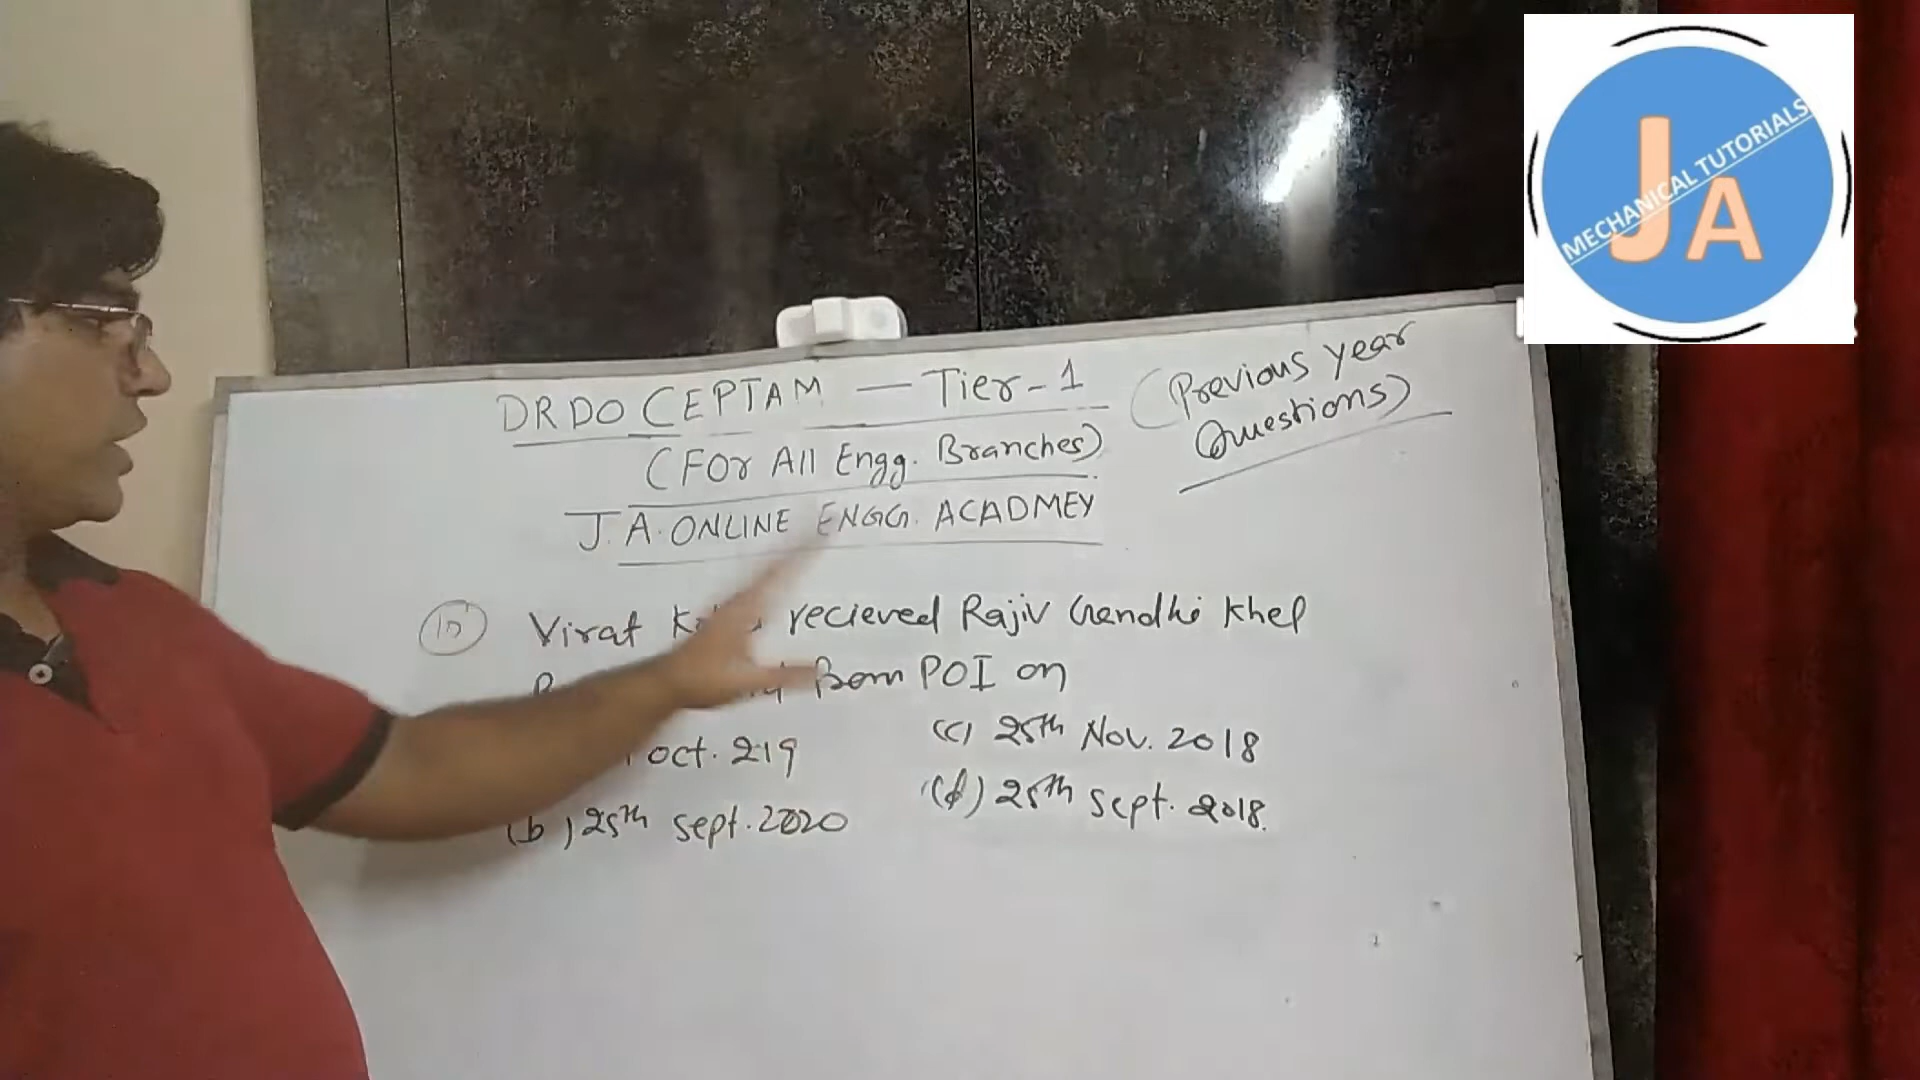 MECHANICAL TUTORIALS
JA
DRDO CEPTAM — Tier-1
(Previous year
Questions)
(FOR All Engg. Branches)
J.A. ONLINE ENGG. ACADMEY
Virat recieved Rajiv Gandhi Khel
from POI on
oct. 219
(c) 25th Nov. 2018
(b) 25th sept. 2020
(d) 25th sept. 2018.